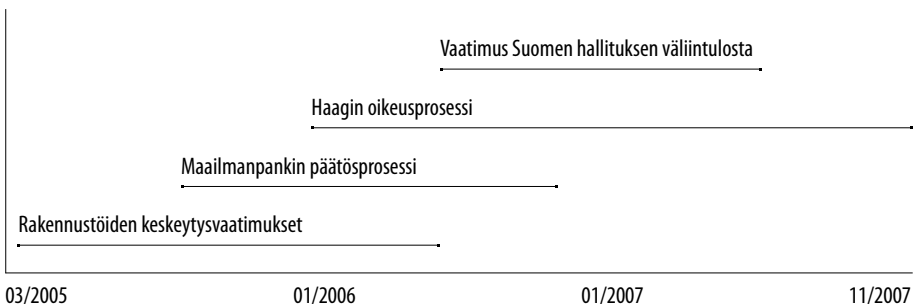 Vaatimus Suomen hallituksen väliintulosta
Haagin oikeusprosessi
Maailmanpankin päätösprosessi
Rakennustöiden keskeytysvaatimukset
03/2005 01/2006 01/2007 11/2007